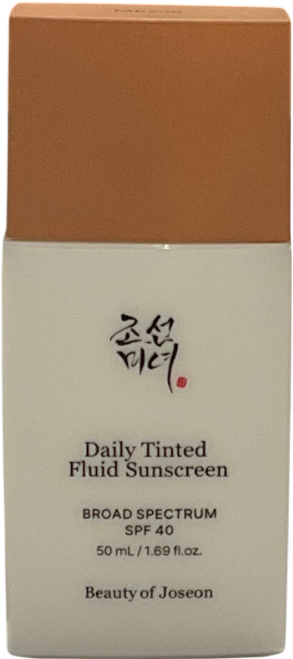 조선
미녀
Daily Tinted
Fluid Sunscreen
BROAD SPECTRUM
SPF 40
50 mL / 1.69 fl.oz.
Beauty of Joseon